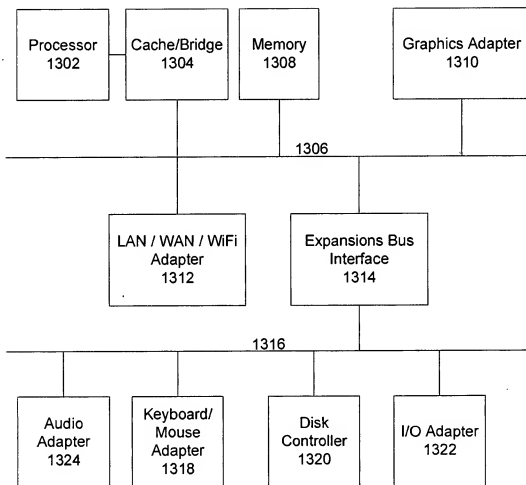 Processor
1302
Cache/Bridge
1304
Memory
1308
Graphics Adapter
1310
1306
LAN / WAN / WiFi
Adapter
1312
Expansions Bus
Interface
1314
1316
Audio
Adapter
1324
Keyboard/
Mouse
Adapter
1318
Disk
Controller
1320
I/O Adapter
1322